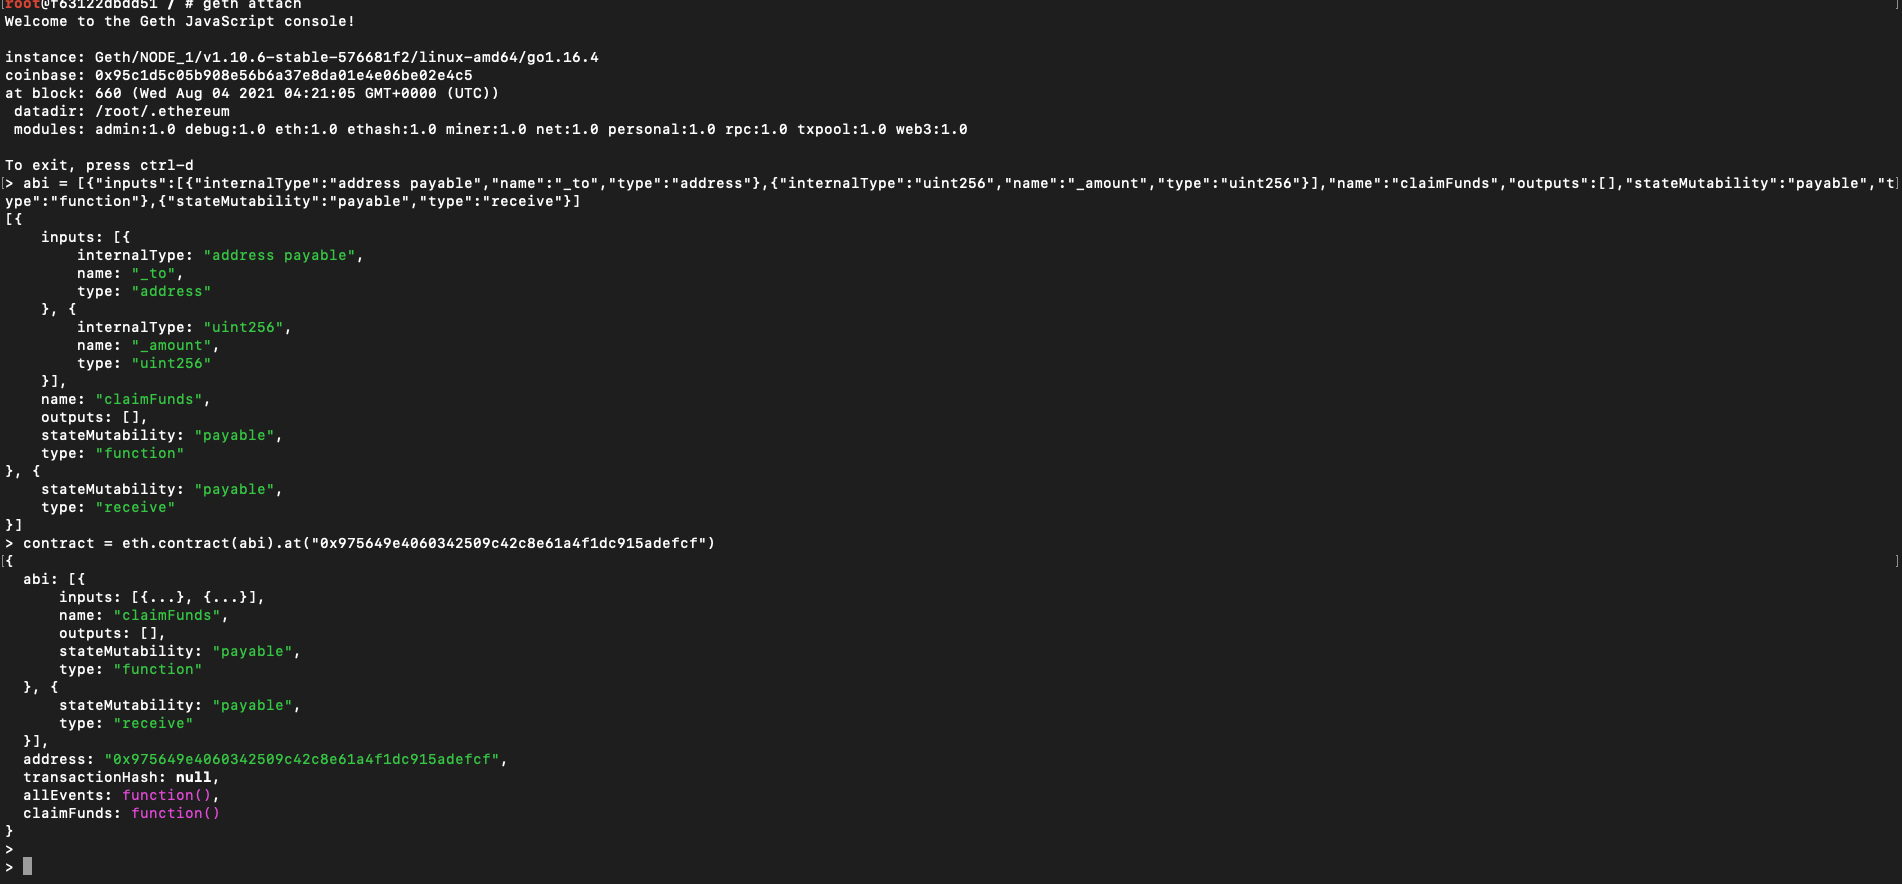 root@f63122dbdd51 / # geth attach
Welcome to the Geth JavaScript console!
instance: Geth/NODE_1/v1.10.6-stable-576681f2/linux-amd64/go1.16.4
coinbase: 0x95c1d5c05b908e56b6a37e8da01e4e06be02e4c5
at block: 660 (Wed Aug 04 2021 04:21:05 GMT+0000 (UTC))
 datadir: /root/.ethereum
 modules: admin:1.0 debug:1.0 eth:1.0 ethash:1.0 miner:1.0 net:1.0 personal:1.0 rpc:1.0 txpool:1.0 web3:1.0
To exit, press ctrl-d
> abi = [{"inputs":[{"internalType":"address payable","name":"_to","type":"address"},{"internalType":"uint256","name":"_amount","type":"uint256"}],"name":"claimFunds","outputs":[],"stateMutability":"payable","t
ype":"function"},{"stateMutability":"payable","type":"receive"}]
[{
    inputs: [{
        internalType: "address payable",
        name: "_to",
        type: "address"
    }, {
        internalType: "uint256",
        name: "_amount",
        type: "uint256"
    }],
    name: "claimFunds",
    outputs: [],
    stateMutability: "payable",
    type: "function"
}, {
    stateMutability: "payable",
    type: "receive"
}]
> contract = eth.contract(abi).at("0x975649e4060342509c42c8e61a4f1dc915adefcf")
{
  abi: [{
      inputs: [{...}, {...}],
      name: "claimFunds",
      outputs: [],
      stateMutability: "payable",
      type: "function"
  }, {
      stateMutability: "payable",
      type: "receive"
  }],
  address: "0x975649e4060342509c42c8e61a4f1dc915adefcf",
  transactionHash: null,
  allEvents: function(),
  claimFunds: function()
}
>
>